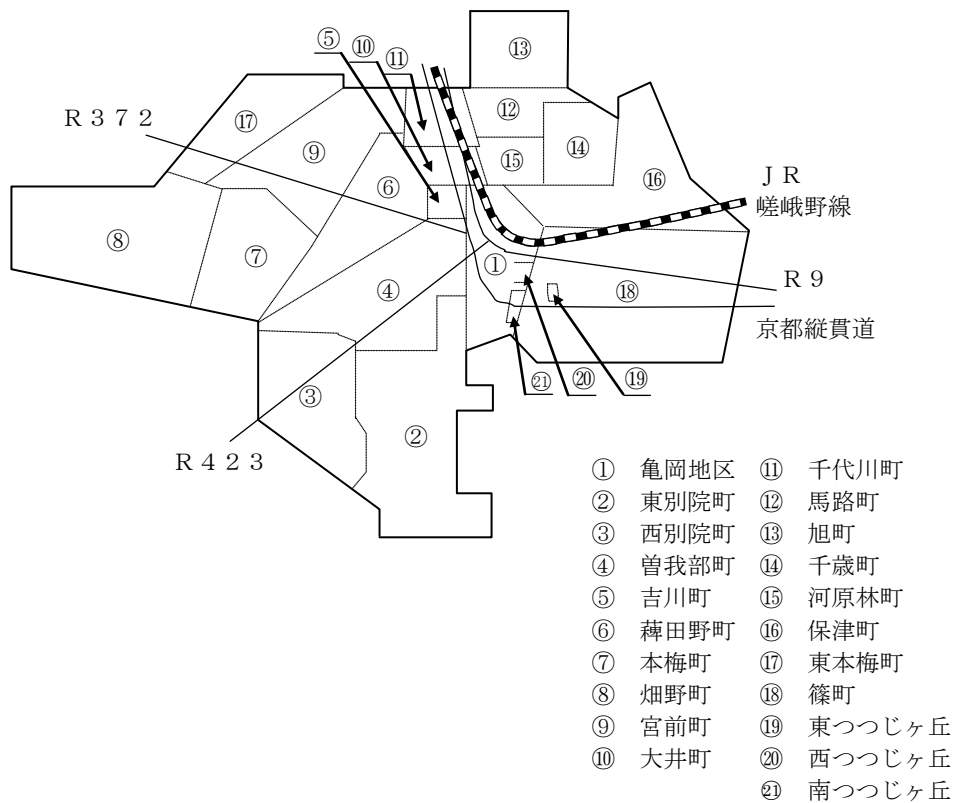 ⑤ ⑩ ⑪ ⑬
⑰ ⑫
R372
⑨ ⑭
⑮
⑥ ⑯
JR
嵯峨野線
⑧ ⑦ ① R9
④ ⑱
京都縦貫道
㉑ ⑳ ⑲
③
②
R423
① 亀岡地区 ⑪ 千代川町
② 東別院町 ⑫ 馬路町
③ 西別院町 ⑬ 旭町
④ 曽我部町 ⑭ 千歳町
⑤ 吉川町 ⑮ 河原林町
⑥ 薭田野町 ⑯ 保津町
⑦ 本梅町 ⑰ 東本梅町
⑧ 畑野町 ⑱ 篠町
⑨ 宮前町 ⑲ 東つつじヶ丘
⑩ 大井町 ⑳ 西つつじヶ丘
㉑ 南つつじヶ丘